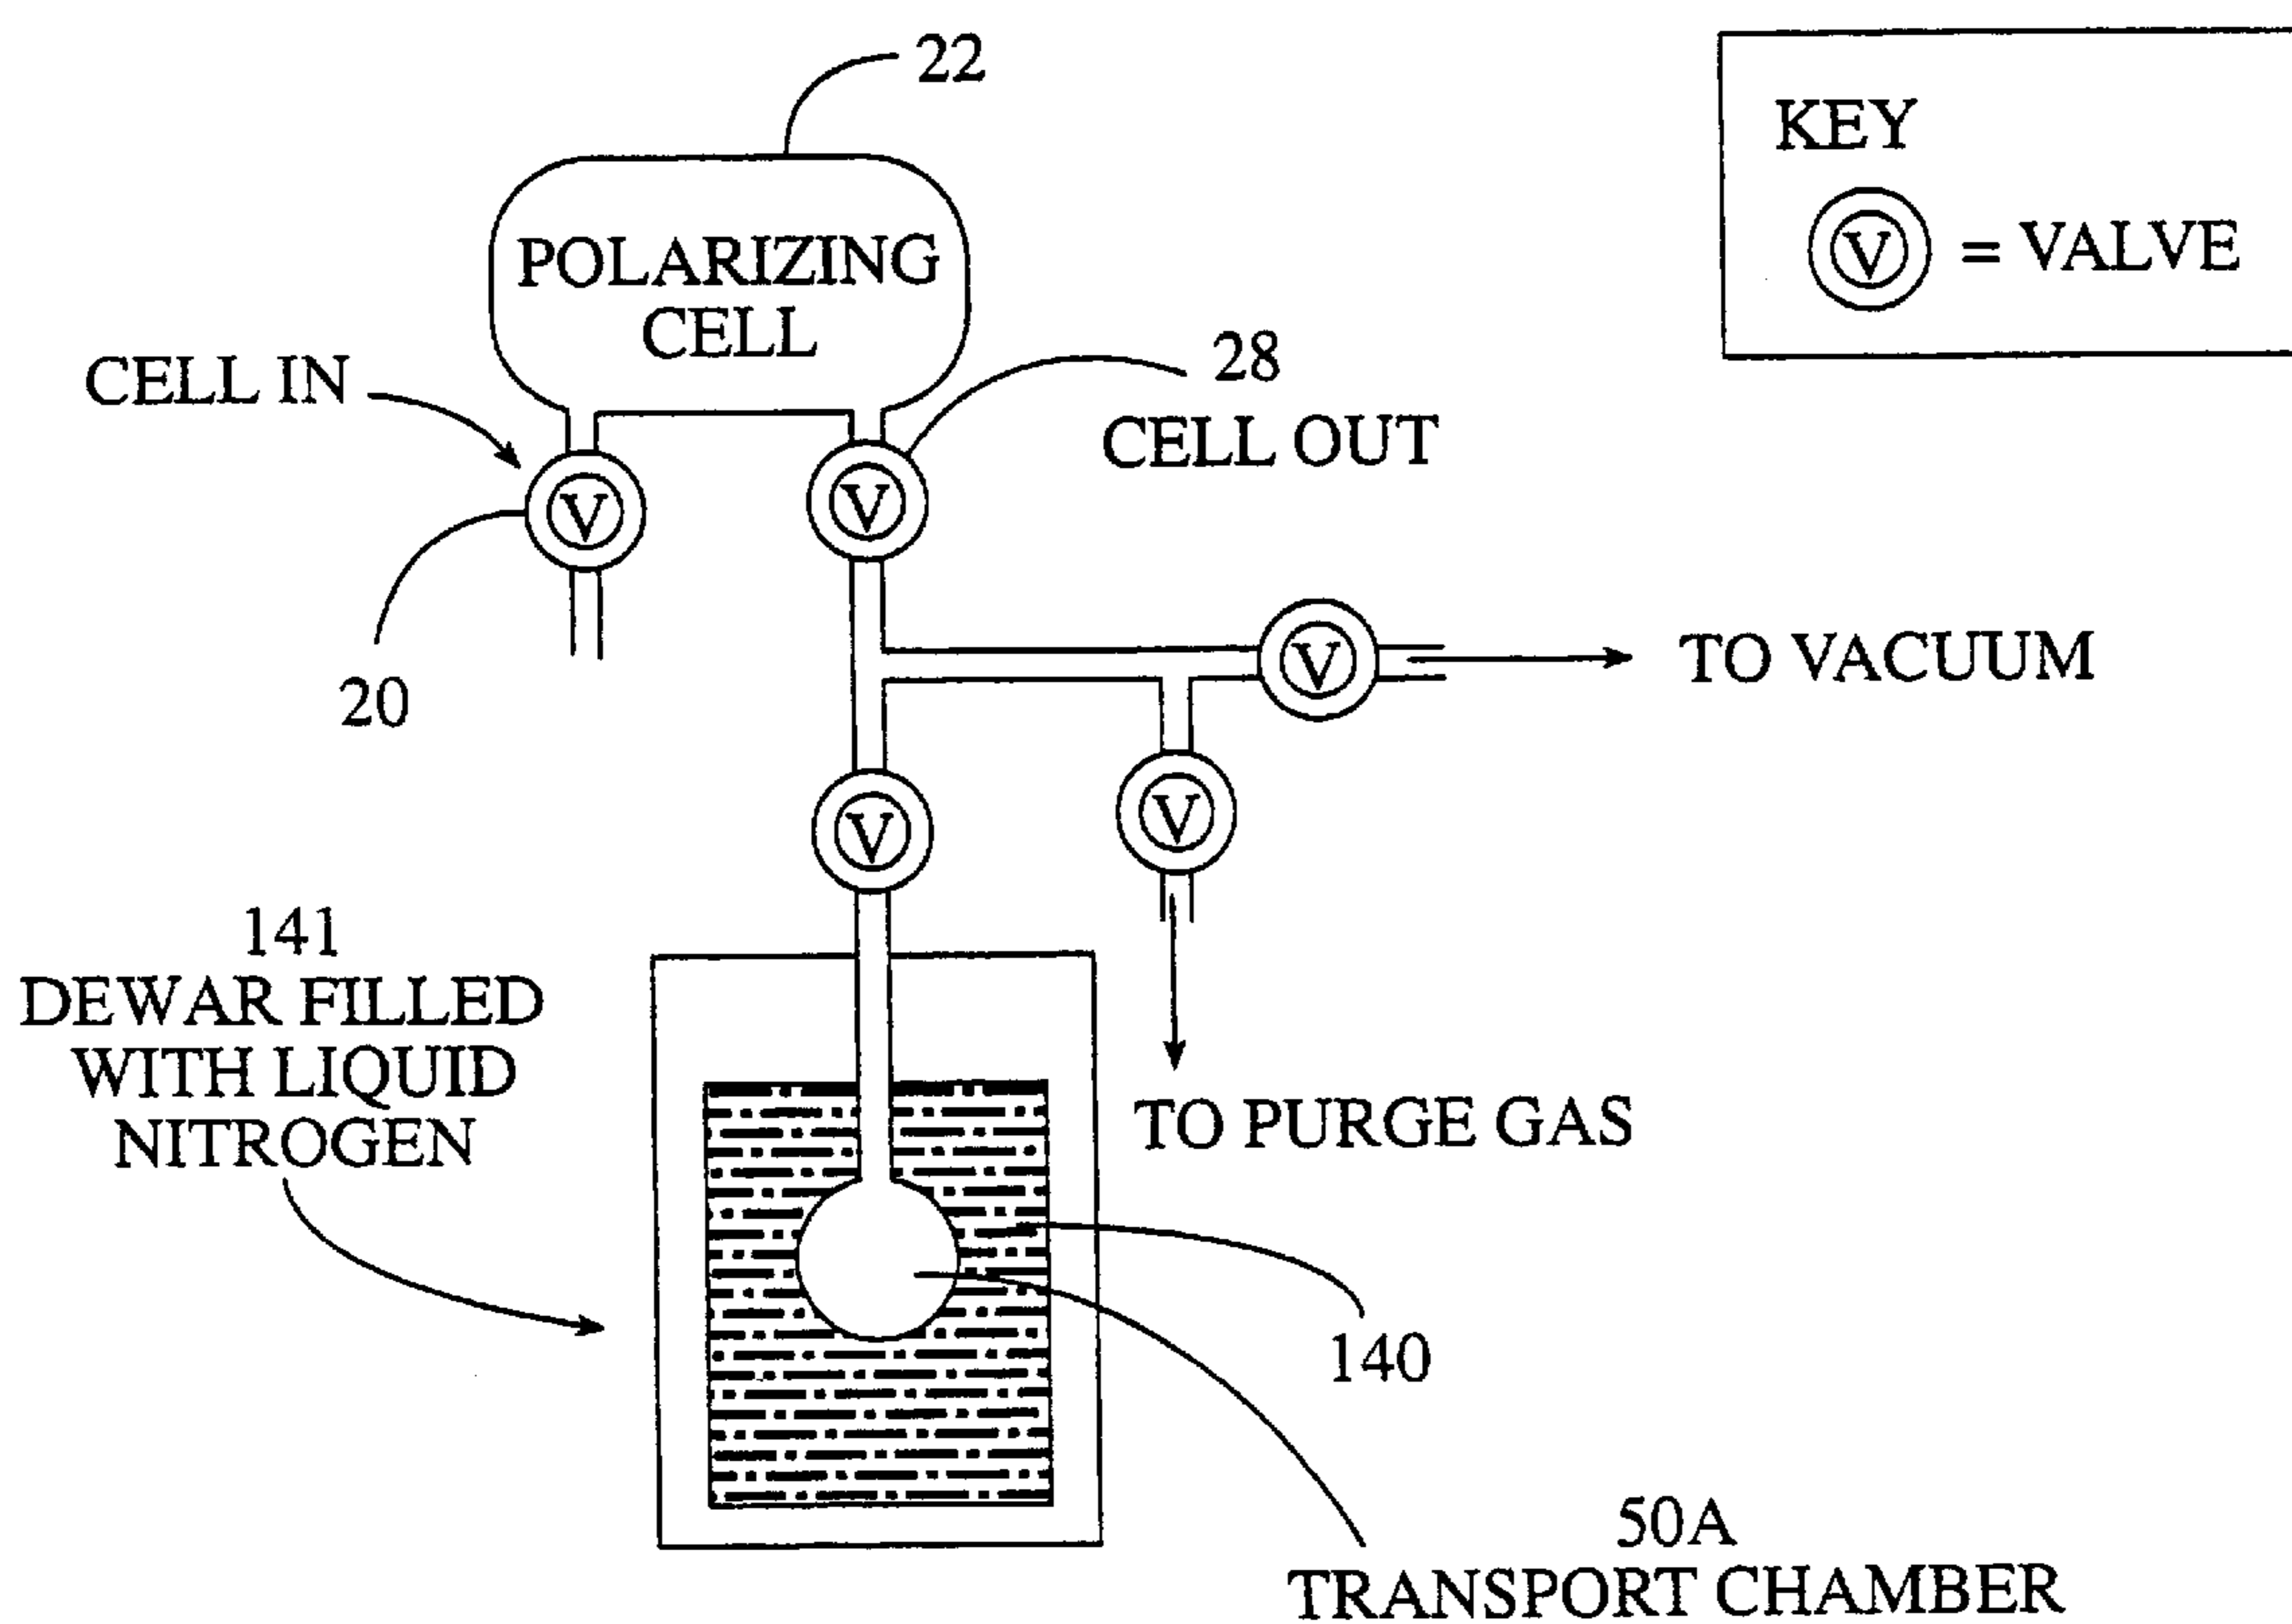 22
KEY
V = VALVE
POLARIZING
CELL
CELL IN
28
CELL OUT
V
V
20
V
TO VACUUM
V
V
141
DEWAR FILLED
WITH LIQUID
NITROGEN
TO PURGE GAS
140
50A
TRANSPORT CHAMBER